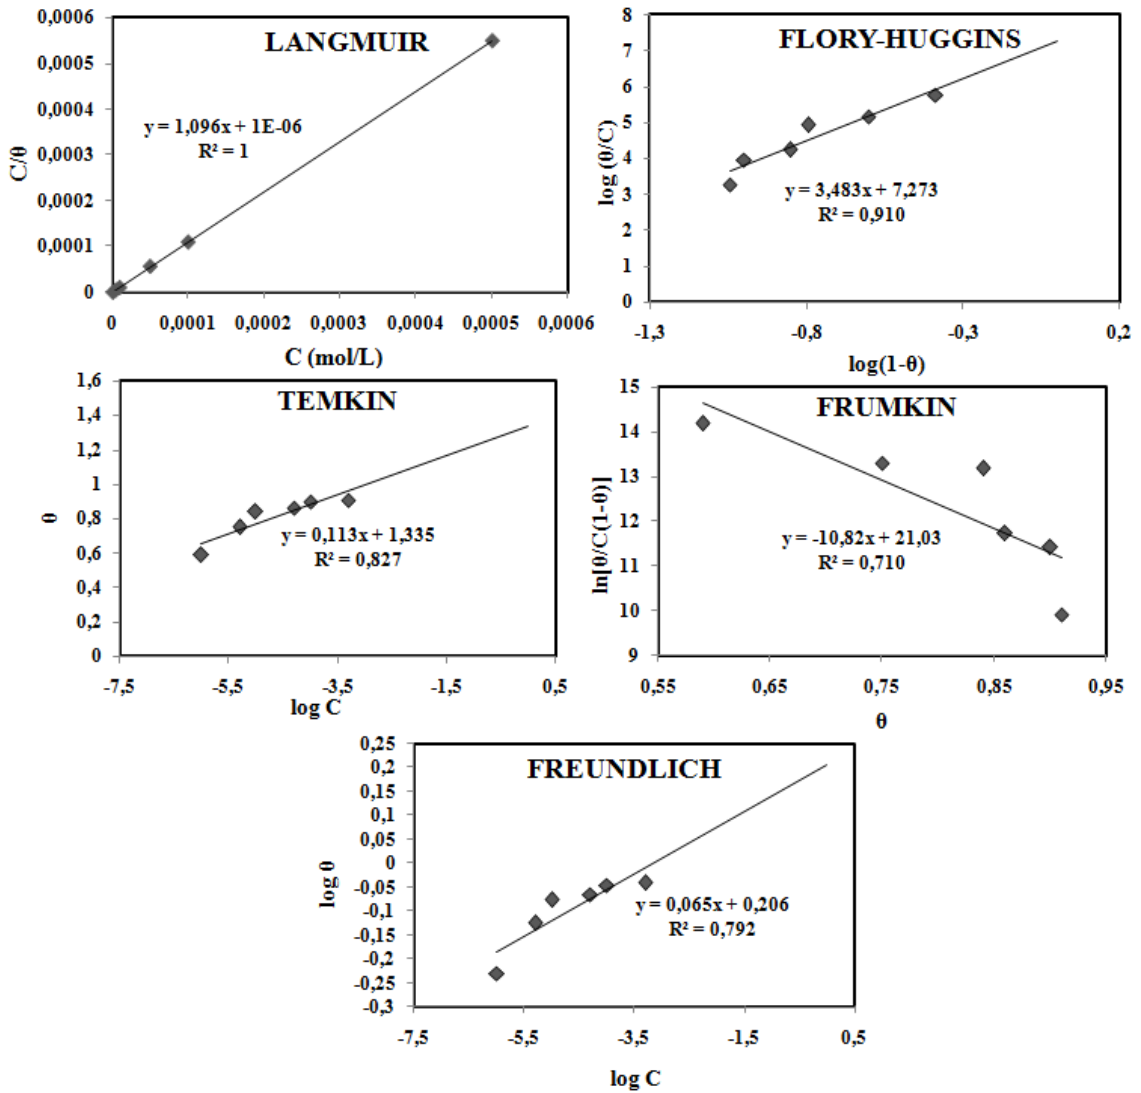 LANGMUIR
0,0006
0,0005
0,0004
0,0003
0,0002
0,0001
0
C/θ
y = 1,096x + 1E-06
R² = 1
0 0,0001 0,0002 0,0003 0,0004 0,0005 0,0006
C (mol/L)
FLORY-HUGGINS
8
7
6
5
4
3
2
1
0
log (θ/C)
y = 3,483x + 7,273
R² = 0,910
-1,3 -0,8 -0,3 0,2
log(1-θ)
TEMKIN
1,6
1,4
1,2
1
0,8
0,6
0,4
0,2
0
θ
y = 0,113x + 1,335
R² = 0,827
-7,5 -5,5 -3,5 -1,5 0,5
log C
FRUMKIN
15
14
13
12
11
10
9
ln[θ/C(1-θ)]
y = -10,82x + 21,03
R² = 0,710
0,55 0,65 0,75 0,85 0,95
θ
FREUNDLICH
0,25
0,2
0,15
0,1
0,05
0
-0,05
-0,1
-0,15
-0,2
-0,25
-0,3
log θ
y = 0,065x + 0,206
R² = 0,792
-7,5 -5,5 -3,5 -1,5 0,5
log C